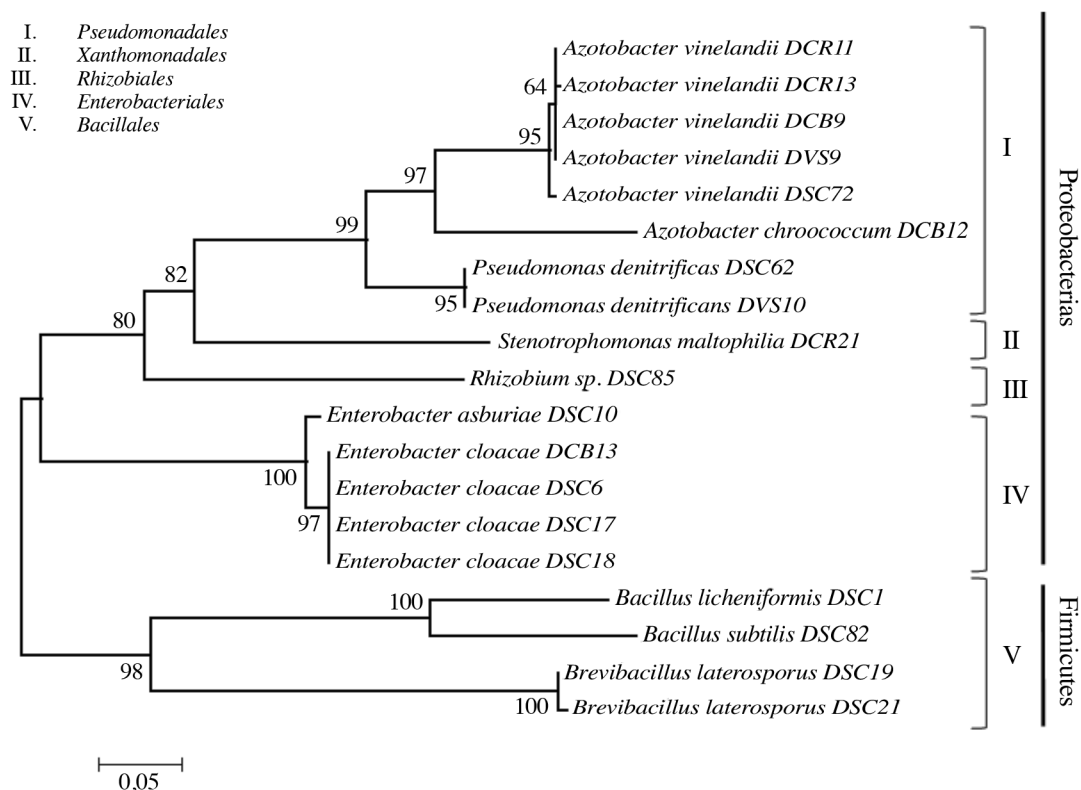 I. Pseudomonadales
II. Xanthomonadales
III. Rhizobiales
IV. Enterobacteriales
V. Bacillales
Azotobacter vinelandii DCR11
64
Azotobacter vinelandii DCR13
Azotobacter vinelandii DCB9
95
Azotobacter vinelandii DVS9
I
97
Azotobacter vinelandii DSC72
99
Azotobacter chroococcum DCB12
82
Pseudomonas denitrificas DSC62
95
Pseudomonas denitrificans DVS10
80
Stenotrophomonas maltophilia DCR21
II
Rhizobium sp. DSC85
III
Proteobacterias
Enterobacter asburiae DSC10
Enterobacter cloacae DCB13
100
Enterobacter cloacae DSC6
IV
97
Enterobacter cloacae DSC17
Enterobacter cloacae DSC18
100
Bacillus licheniformis DSC1
Bacillus subtilis DSC82
V
98
Brevibacillus laterosporus DSC19
100
Brevibacillus laterosporus DSC21
Firmicutes
0.05